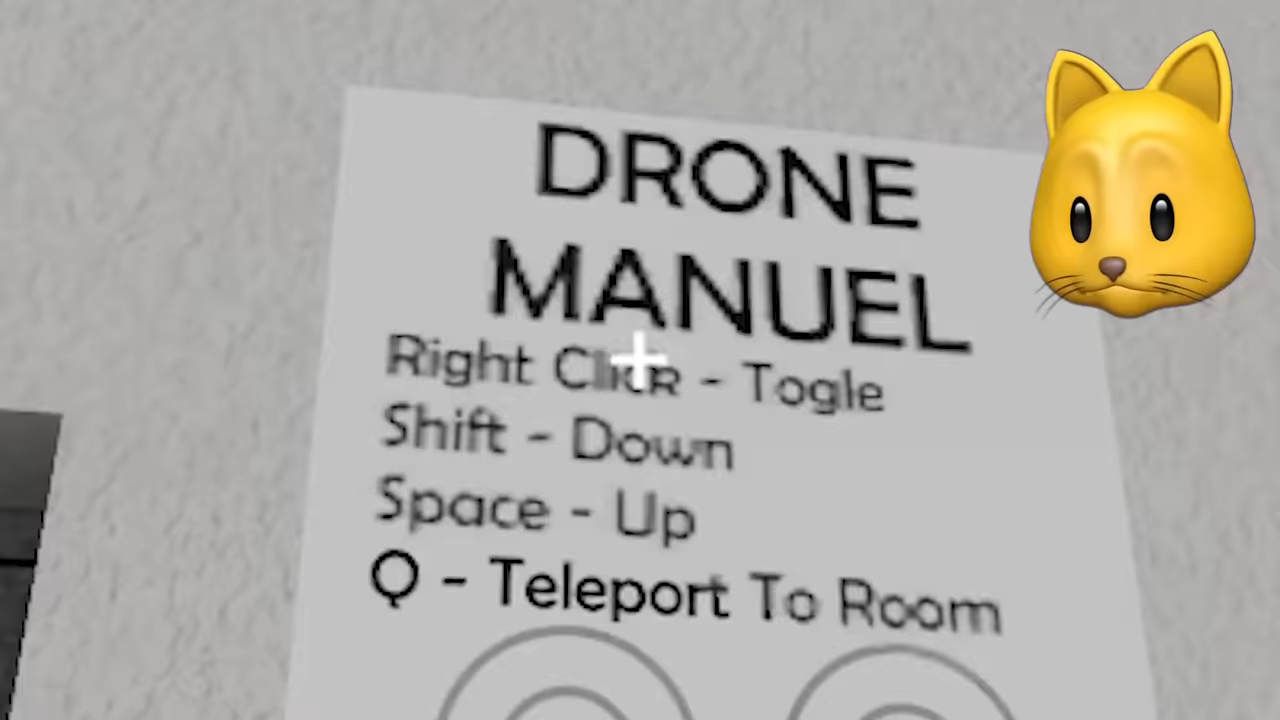 DRONE
MANUEL
Right Click - Togle
Shift - Down
Space - Up
Q - Teleport To Room